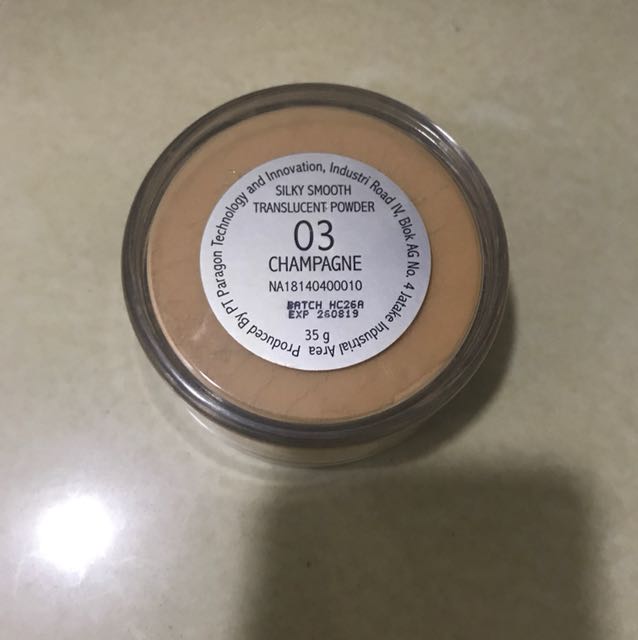 SILKY SMOOTH
TRANSLUCENT POWDER
03
CHAMPAGNE
NA18140400010
BATCH HC26A
EXP 260819
35 g
Produced By PT Paragon Technology and Innovation, Industri Road IV, Blok AG No. 4 Jatake Industrial Area